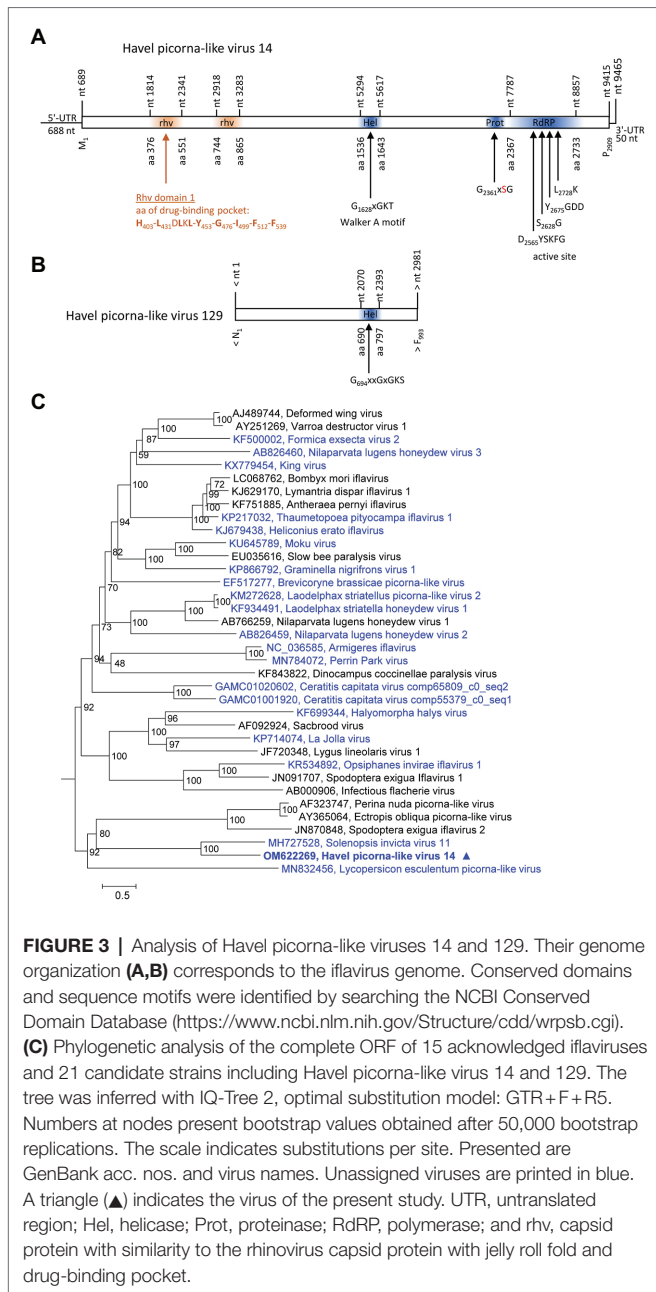 A
Havel picorna-like virus 14
nt 689
nt 1814
nt 2341
nt 2918
nt 3283
nt 5294
nt 5617
nt 7787
nt 8857
nt 9415
nt 9465
5'-UTR
688 nt
rhv
rhv
Hel
Prot
RdRP
3'-UTR
50 nt
M1
aa 376
aa 551
aa 744
aa 865
aa 1536
aa 1643
aa 2367
aa 2733
P2909
Rhv domain 1
aa of drug-binding pocket:
H403-L431DLKL-Y453-G476-I499-F512-F539
G1628xGKT
Walker A motif
G2361xSG
L2728K
Y2675GDD
S2628G
D2565YSKFG
active site
B
Havel picorna-like virus 129
< nt 1
nt 2070
nt 2393
> nt 2981
Hel
< N1
aa 690
aa 797
> F993
G694xxGxGKS
C
AJ489744, Deformed wing virus
AY251269, Varroa destructor virus 1
KF500002, Formica exsecta virus 2
AB826460, Nilaparvata lugens honeydew virus 3
KX779454, King virus
LC068762, Bombyx mori iflavirus
KJ629170, Lymantria dispar iflavirus 1
KF751885, Antheraea pernyi iflavirus
KP217032, Thaumetopoea pityocampa iflavirus 1
KJ679438, Heliconius erato iflavirus
KU645789, Moku virus
EU035616, Slow bee paralysis virus
KP866792, Graminella nigrifrons virus 1
EF517277, Brevicoryne brassicae picorna-like virus
KM272628, Laodelphax striatellus picorna-like virus 2
KF934491, Laodelphax striatella honeydew virus 1
AB766259, Nilaparvata lugens honeydew virus 1
AB826459, Nilaparvata lugens honeydew virus 2
NC_036585, Armigeres iflavirus
MN784072, Perrin Park virus
KF843822, Dinocampus coccinellae paralysis virus
GAMC01020602, Ceratitis capitata virus comp65809_c0_seq2
GAMC01001920, Ceratitis capitata virus comp55379_c0_seq1
KF699344, Halyomorpha halys virus
AF092924, Sacbrood virus
KP714074, La Jolla virus
JF720348, Lygus lineolaris virus 1
KR534892, Opsiphanes invirae iflavirus 1
JN091707, Spodoptera exigua Iflavirus 1
AB000906, Infectious flacherie virus
AF323747, Perina nuda picorna-like virus
AY365064, Ectropis obliqua picorna-like virus
JN870848, Spodoptera exigua iflavirus 2
MH727528, Solenopsis invicta virus 11
OM622269, Havel picorna-like virus 14 ▲
MN832456, Lycopersicon esculentum picorna-like virus
100
87
100
59
100
72
99
100
100
94
100
100
82
70
100
100
100
73
100
94
48
100
92
96
97
100
100
100
100
100
80
100
92
0.5
FIGURE 3 | Analysis of Havel picorna-like viruses 14 and 129. Their genome
organization (A,B) corresponds to the iflavirus genome. Conserved domains
and sequence motifs were identified by searching the NCBI Conserved
Domain Database (https://www.ncbi.nlm.nih.gov/Structure/cdd/wrpsb.cgi).
(C) Phylogenetic analysis of the complete ORF of 15 acknowledged iflaviruses
and 21 candidate strains including Havel picorna-like virus 14 and 129. The
tree was inferred with IQ-Tree 2, optimal substitution model: GTR+F+R5.
Numbers at nodes present bootstrap values obtained after 50,000 bootstrap
replications. The scale indicates substitutions per site. Presented are
GenBank acc. nos. and virus names. Unassigned viruses are printed in blue.
A triangle (▲) indicates the virus of the present study. UTR, untranslated
region; Hel, helicase; Prot, proteinase; RdRP, polymerase; and rhv, capsid
protein with similarity to the rhinovirus capsid protein with jelly roll fold and
drug-binding pocket.